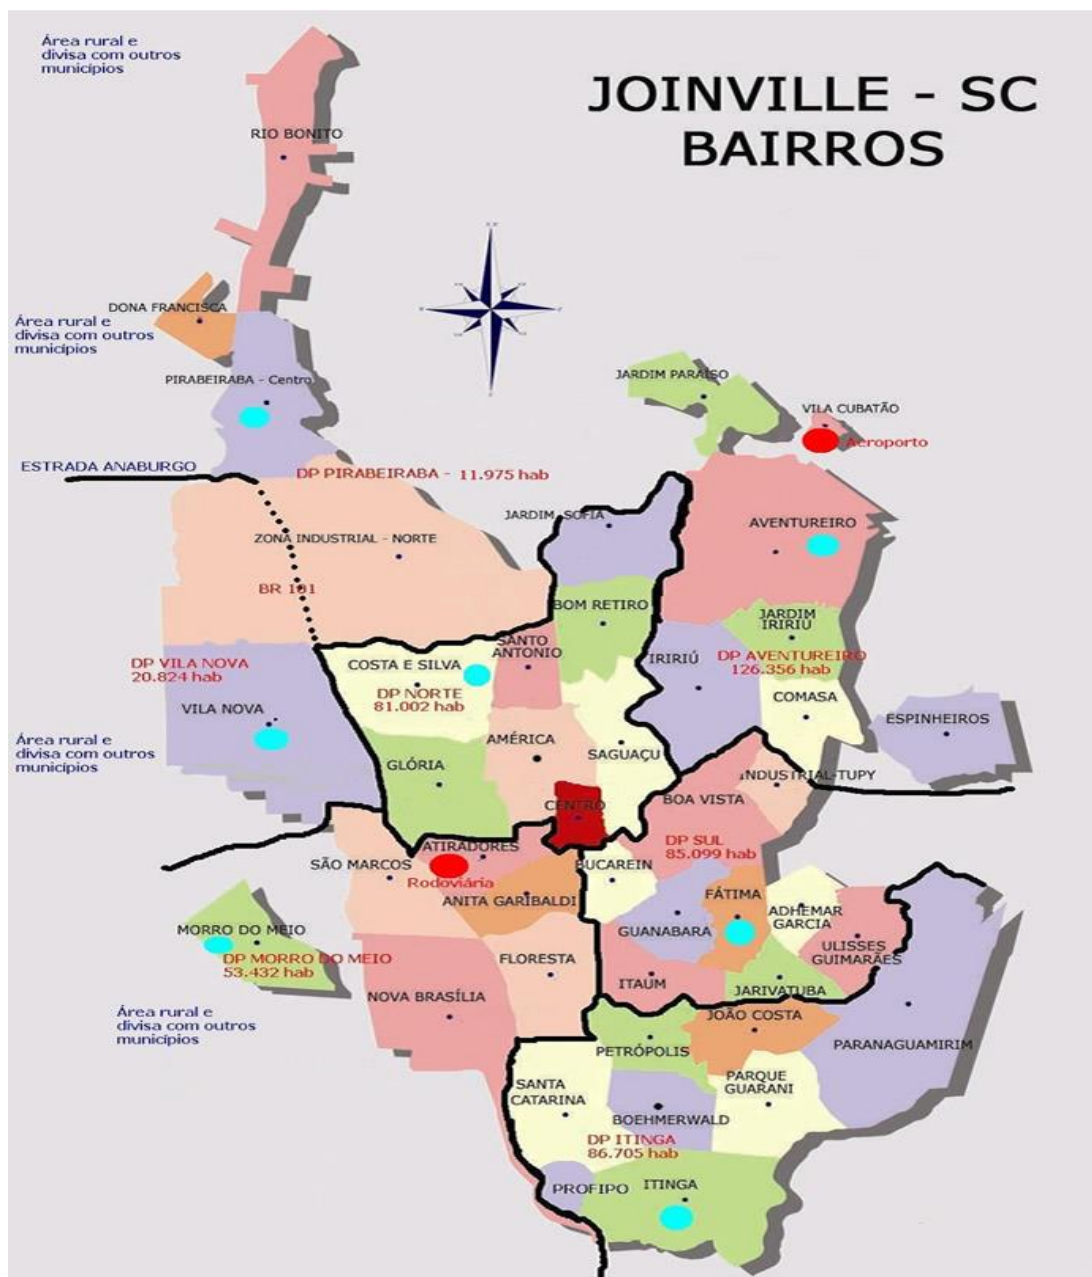 Área rural e
divisa com outros
municípios
JOINVILLE - SC
BAIRROS
RIO BONITO
DONA FRANCISCA
Área rural e
divisa com outros
municípios
PIRABEIRABA - Centro
JARDIM PARAÍSO
VILA CUBATÃO
Aeroporto
ESTRADA ANABURGO
DP PIRABEIRABA - 11.975 hab
JARDIM SOFIA
AVENTUREIRO
ZONA INDUSTRIAL - NORTE
BR 101
BOM RETIRO
JARDIM
IRIRIÚ
SANTO
ANTONIO
DP VILA NOVA
20.824 hab
COSTA E SILVA
IRIRIÚ
DP AVENTUREIRO
126.356 hab
DP NORTE
81.002 hab
COMASA
VILA NOVA
ESPINHEIROS
Área rural e
divisa com outros
municípios
AMÉRICA
SAGUAÇU
GLÓRIA
INDUSTRIAL-TUPY
CENTRO
BOA VISTA
DP SUL
85.099 hab
ATIRADORES
SÃO MARCOS
BUCAREIN
Rodoviária
ANITA GARIBALDI
FÁTIMA
ADHEMAR
GARCIA
MORRO DO MEIO
GUANABARA
ULISSES
GUIMARÃES
DP MORRO DO MEIO
53.432 hab
FLORESTA
ITAUM
JARIVATUBA
NOVA BRASÍLIA
Área rural e
divisa com outros
municípios
JOÃO COSTA
PETRÓPOLIS
PARANAGUAMIRIM
PARQUE
GUARANI
SANTA
CATARINA
BOEHMERWALD
DP ITINGA
86.705 hab
PROFIPO
ITINGA